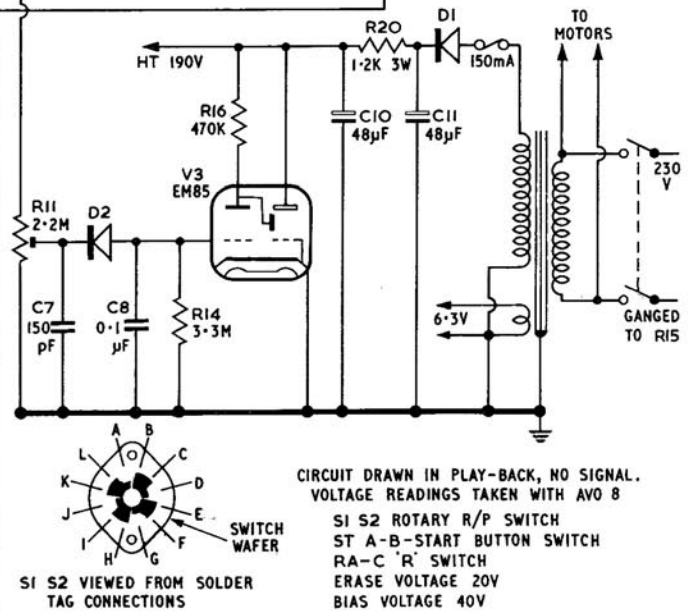 TO
MOTORS
R20
D1
HT 190V
1·2K 3W
150mA
R16
470K
C10
48µF
C11
48µF
V3
EM85
230
V
R11
2·2M
D2
C7
150
pF
C8
0·1
µF
R14
3·3M
6·3V
GANGED
TO R15
A B
L C
K D
J E
I F
H G
SWITCH
WAFER
S1 S2 VIEWED FROM SOLDER
TAG CONNECTIONS
CIRCUIT DRAWN IN PLAY-BACK, NO SIGNAL.
VOLTAGE READINGS TAKEN WITH AVO 8
S1 S2 ROTARY R/P SWITCH
ST A-B-START BUTTON SWITCH
RA-C 'R' SWITCH
ERASE VOLTAGE 20V
BIAS VOLTAGE 40V